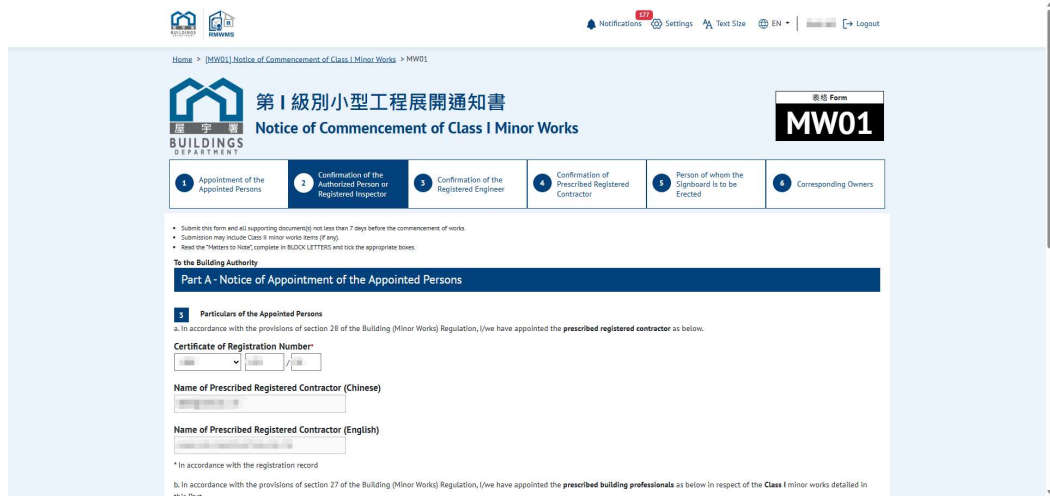 177
屋宇署
BUILDINGS DEPARTMENT
RMWMS
Notifications Settings AA Text Size EN Logout
Home > [MW01] Notice of Commencement of Class I Minor Works > MW01
屋宇署
BUILDINGS
DEPARTMENT
第 I 級別小型工程展開通知書
Notice of Commencement of Class I Minor Works
表格 Form
MW01
1 Appointment of the Appointed Persons
2 Confirmation of the Authorized Person or Registered Inspector
3 Confirmation of the Registered Engineer
4 Confirmation of Prescribed Registered Contractor
5 Person of whom the Signboard is to be Erected
6 Corresponding Owners
• Submit this form and all supporting document(s) not less than 7 days before the commencement of works.
• Submission may include Class II minor works items (if any).
• Read the "Matters to Note", complete in BLOCK LETTERS and tick the appropriate boxes.
To the Building Authority
Part A - Notice of Appointment of the Appointed Persons
3 Particulars of the Appointed Persons
a. In accordance with the provisions of section 28 of the Building (Minor Works) Regulation, I/we have appointed the prescribed registered contractor as below.
Certificate of Registration Number*
/
Name of Prescribed Registered Contractor (Chinese)
Name of Prescribed Registered Contractor (English)
* In accordance with the registration record
b. In accordance with the provisions of section 27 of the Building (Minor Works) Regulation, I/we have appointed the prescribed building professionals as below in respect of the Class I minor works detailed in
this Part.